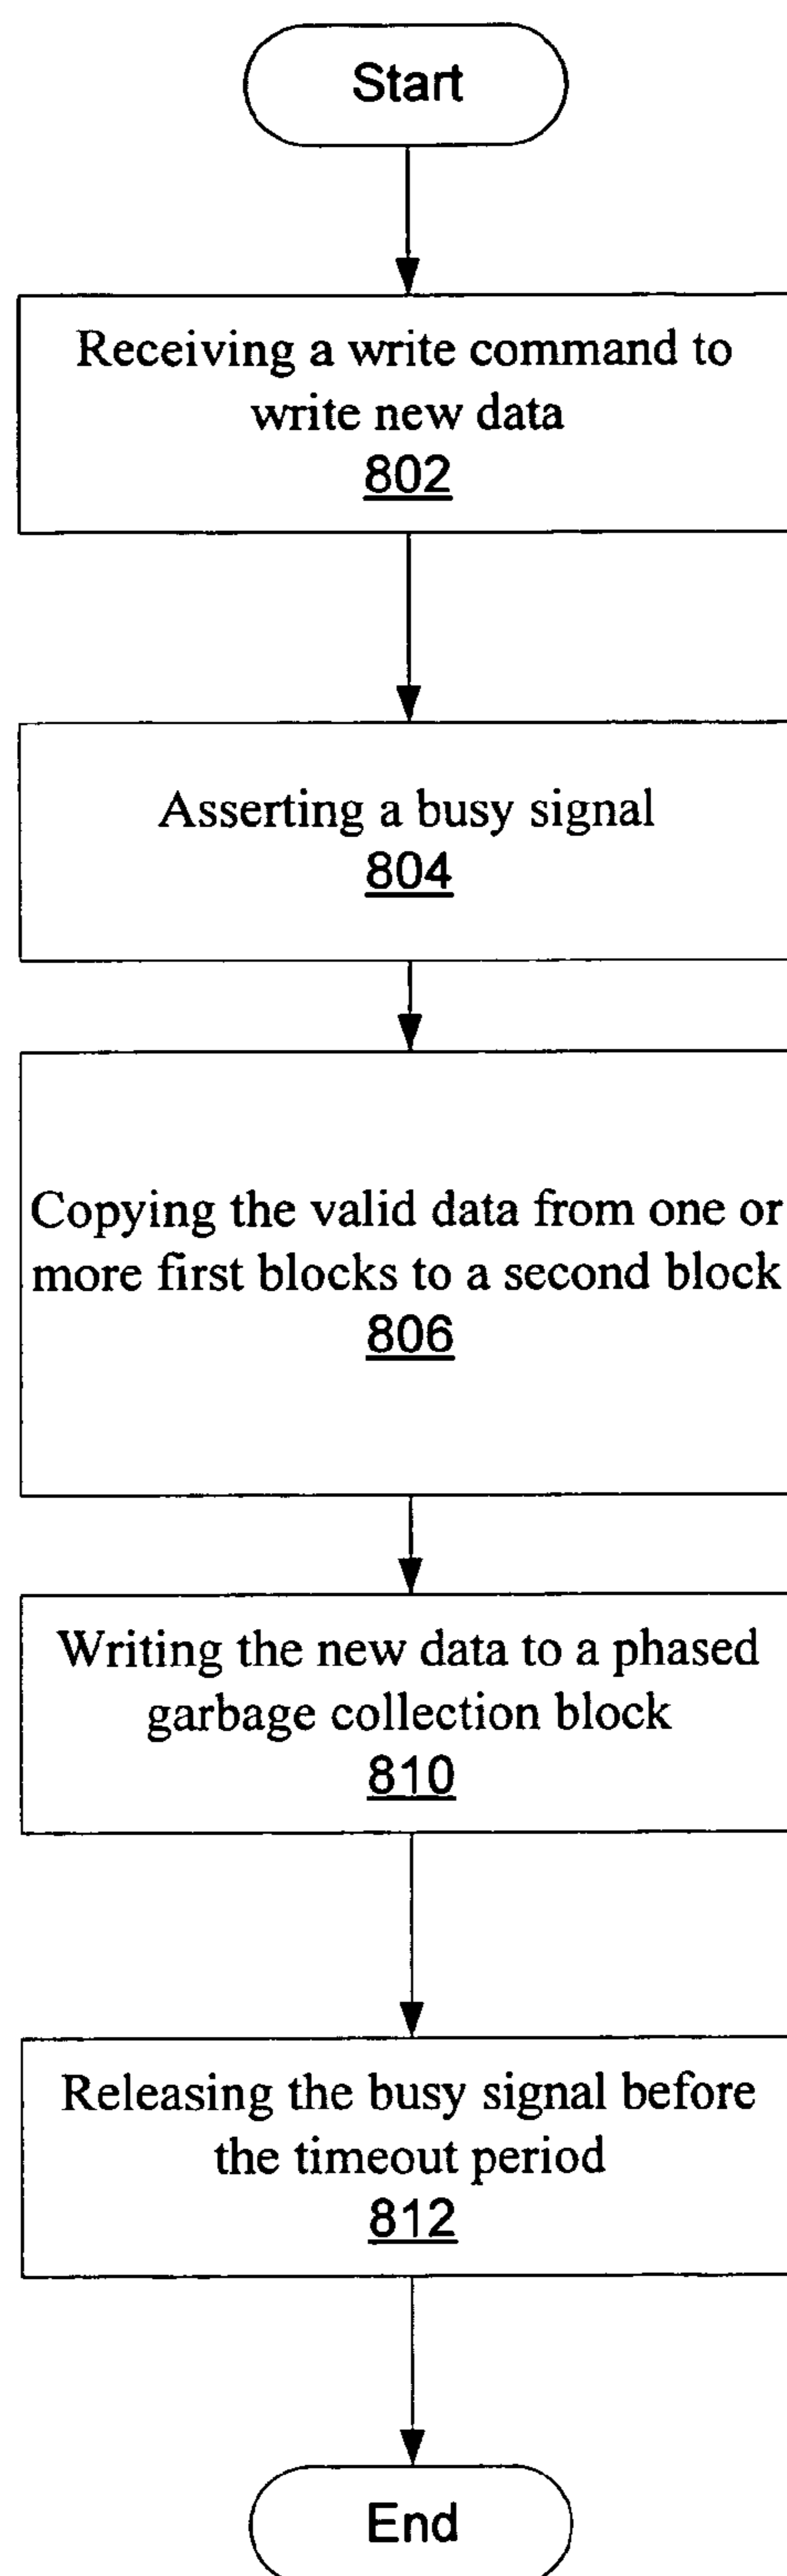 Start
Receiving a write command to
write new data
802
Asserting a busy signal
804
Copying the valid data from one or
more first blocks to a second block
806
Writing the new data to a phased
garbage collection block
810
Releasing the busy signal before
the timeout period
812
End